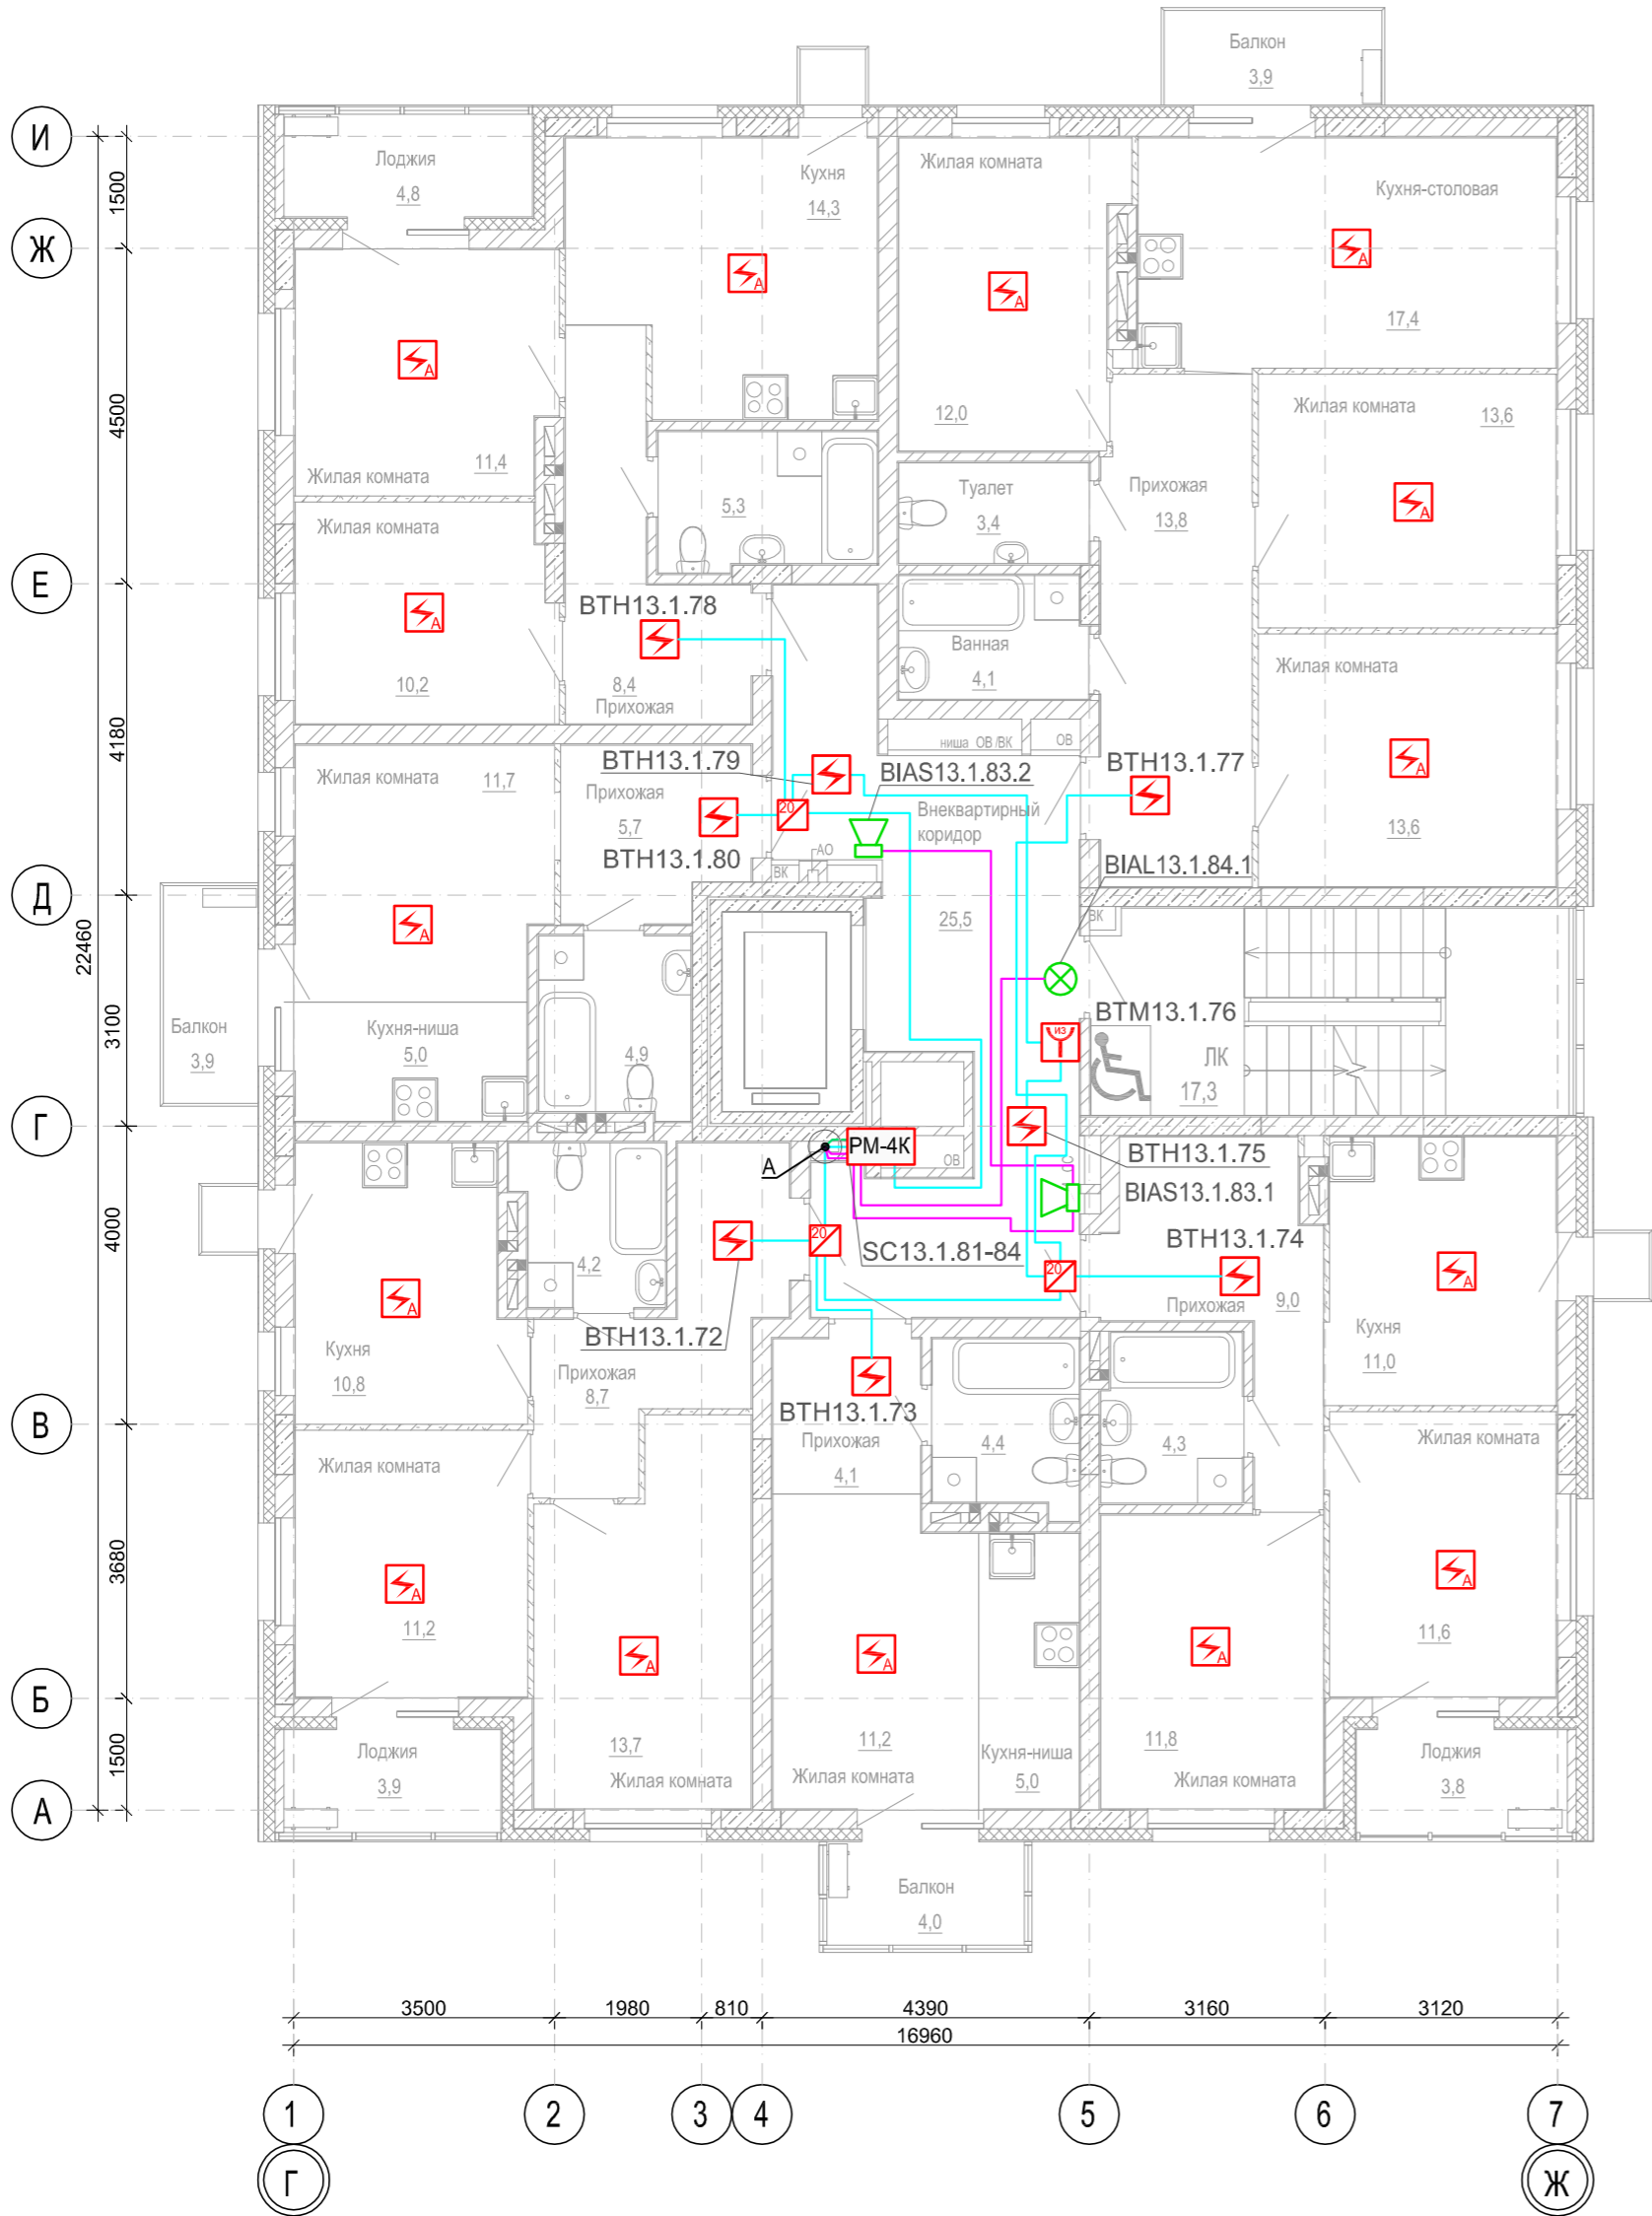 Балкон
3,9
И
Лоджия
4,8
Кухня
14,3
Жилая комната
Кухня-столовая
1500
Ж
A
A
A
17,4
A
4500
12,0
Жилая комната
13,6
11,4
Жилая комната
Туалет
3,4
Прихожая
13,8
5,3
A
Жилая комната
Е
BTH13.1.78
A
Ванная
4,1
Жилая комната
10,2
8,4
Прихожая
ниша ОВ/ВК
ОВ
4180
BTH13.1.79
BIAS13.1.83.2
BTH13.1.77
A
Жилая комната
11,7
Прихожая
5,7
20
Внеквартирный
коридор
13,6
BTH13.1.80
АО
ВК
BIAL13.1.84.1
Д
22460
A
25,5
ВК
BTM13.1.76
Балкон
3,9
3100
Кухня-ниша
5,0
4,9
ИЗ
ЛК
17,3
Г
A
РМ-4К
ОВ
BTH13.1.75
BIAS13.1.83.1
4000
20
SC13.1.81-84
BTH13.1.74
4,2
20
A
A
Прихожая
9,0
BTH13.1.72
Кухня
10,8
Прихожая
8,7
Кухня
11,0
BTH13.1.73
В
Прихожая
4,1
4,4
4,3
Жилая комната
Жилая комната
3680
A
A
11,2
A
A
A
11,6
Б
1500
Лоджия
3,9
13,7
Жилая комната
11,2
Жилая комната
Кухня-ниша
5,0
11,8
Жилая комната
Лоджия
3,8
А
Балкон
4,0
3500
1980
810
4390
3160
3120
16960
1
2
3
4
5
6
7
Г
Ж